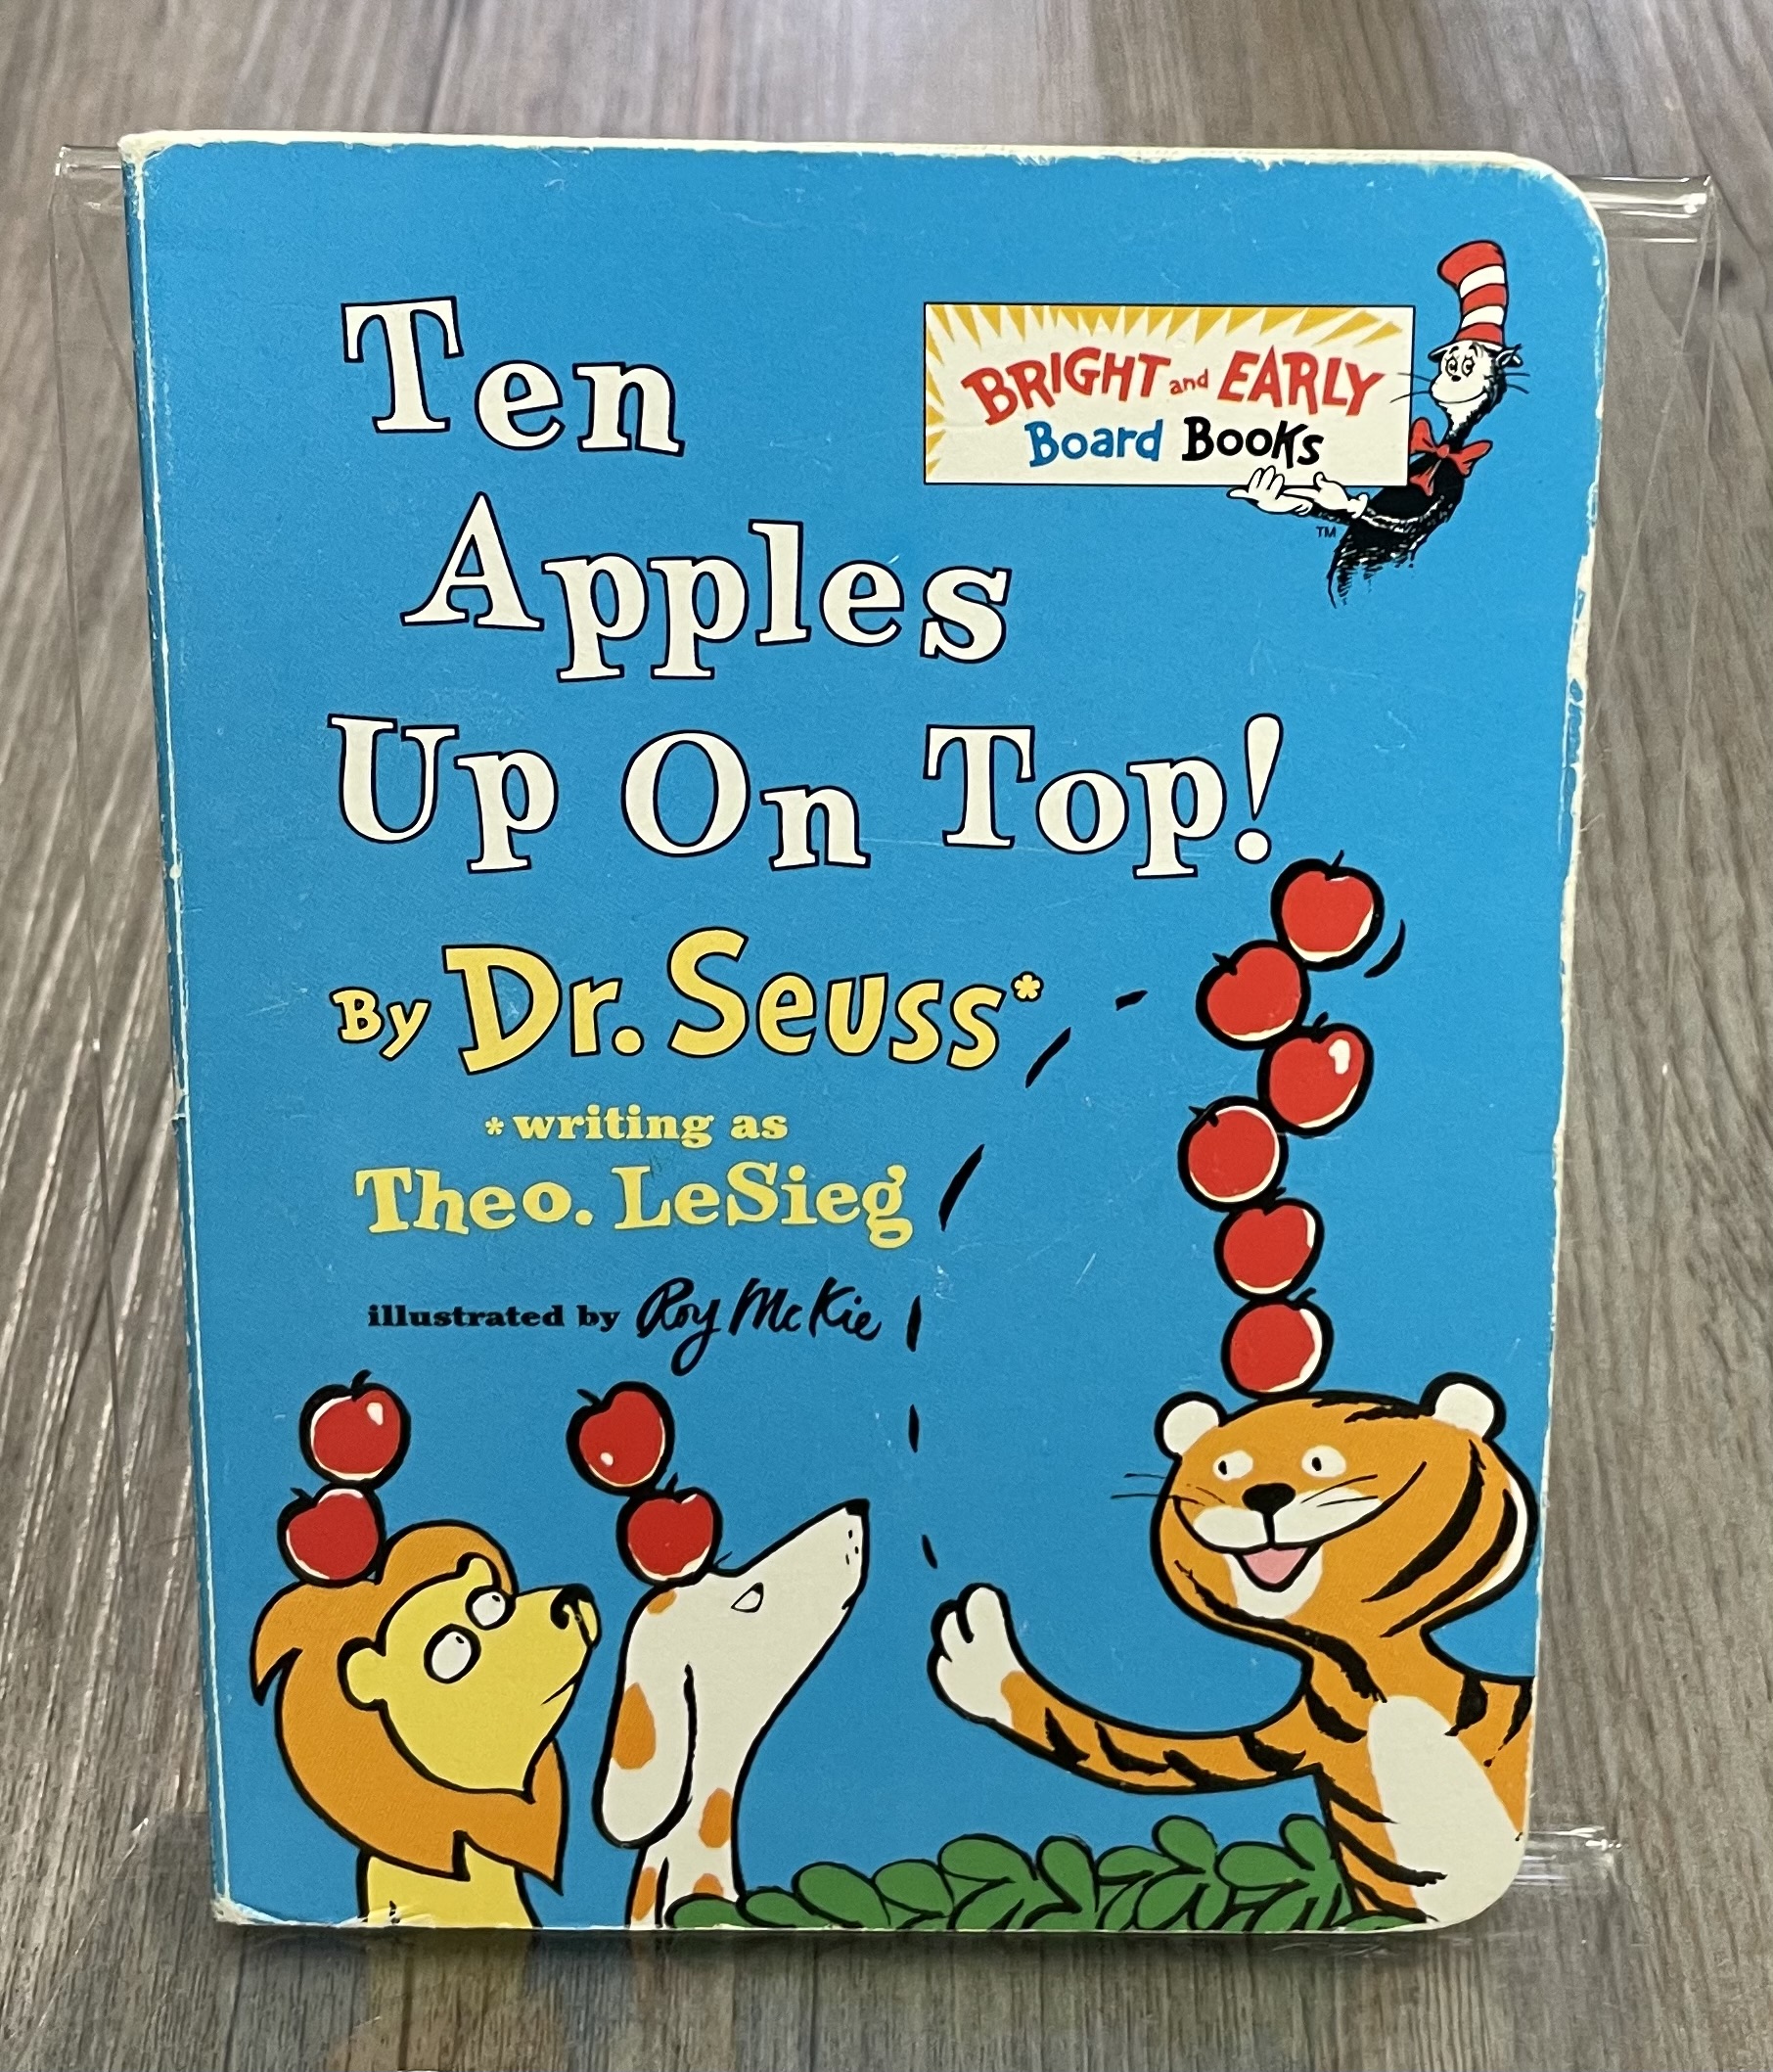 Ten
Apples
Up On Top!
BRIGHT and EARLY
Board Books
TM
By Dr. Seuss*
*writing as
Theo. LeSieg
illustrated by Roy McKie